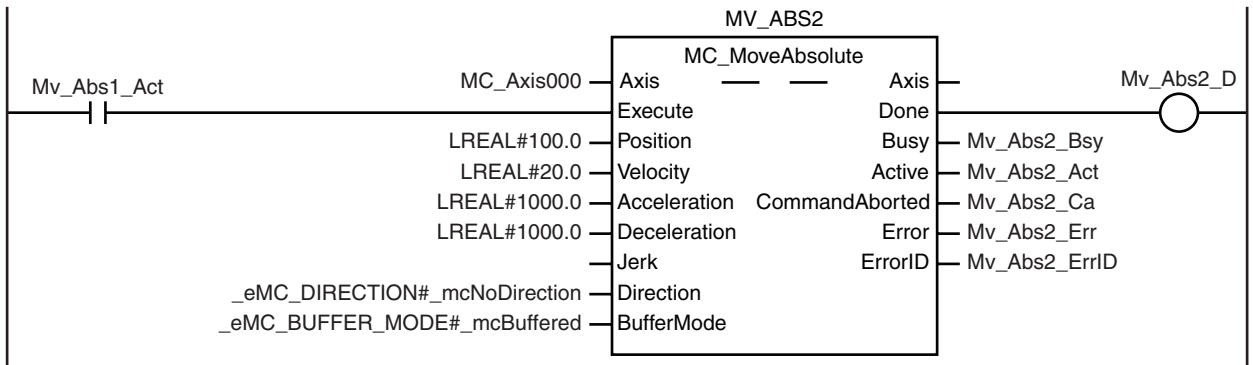 MV_ABS2
MC_MoveAbsolute
Mv_Abs1_Act
MC_Axis000 Axis Axis Mv_Abs2_D
Execute Done
LREAL#100.0 Position Busy Mv_Abs2_Bsy
LREAL#20.0 Velocity Active Mv_Abs2_Act
LREAL#1000.0 Acceleration CommandAborted Mv_Abs2_Ca
LREAL#1000.0 Deceleration Error Mv_Abs2_Err
Jerk ErrorID Mv_Abs2_ErrID
_eMC_DIRECTION#_mcNoDirection Direction
_eMC_BUFFER_MODE#_mcBuffered BufferMode